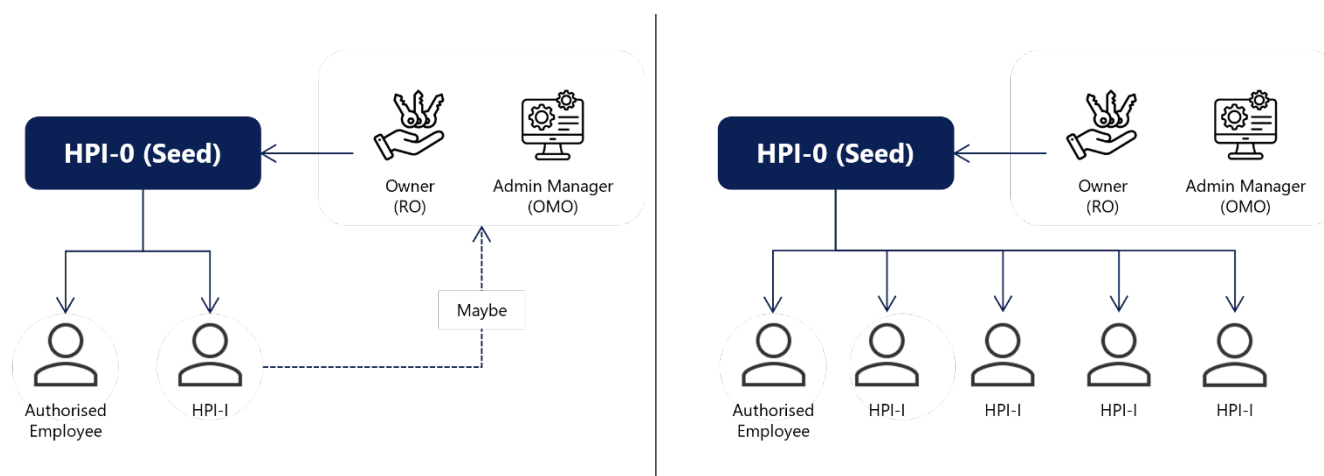 HPI-0 (Seed)
Owner
(RO)
Admin Manager
(OMO)
Maybe
Authorised
Employee
HPI-I
HPI-0 (Seed)
Owner
(RO)
Admin Manager
(OMO)
Authorised
Employee
HPI-I
HPI-I
HPI-I
HPI-I